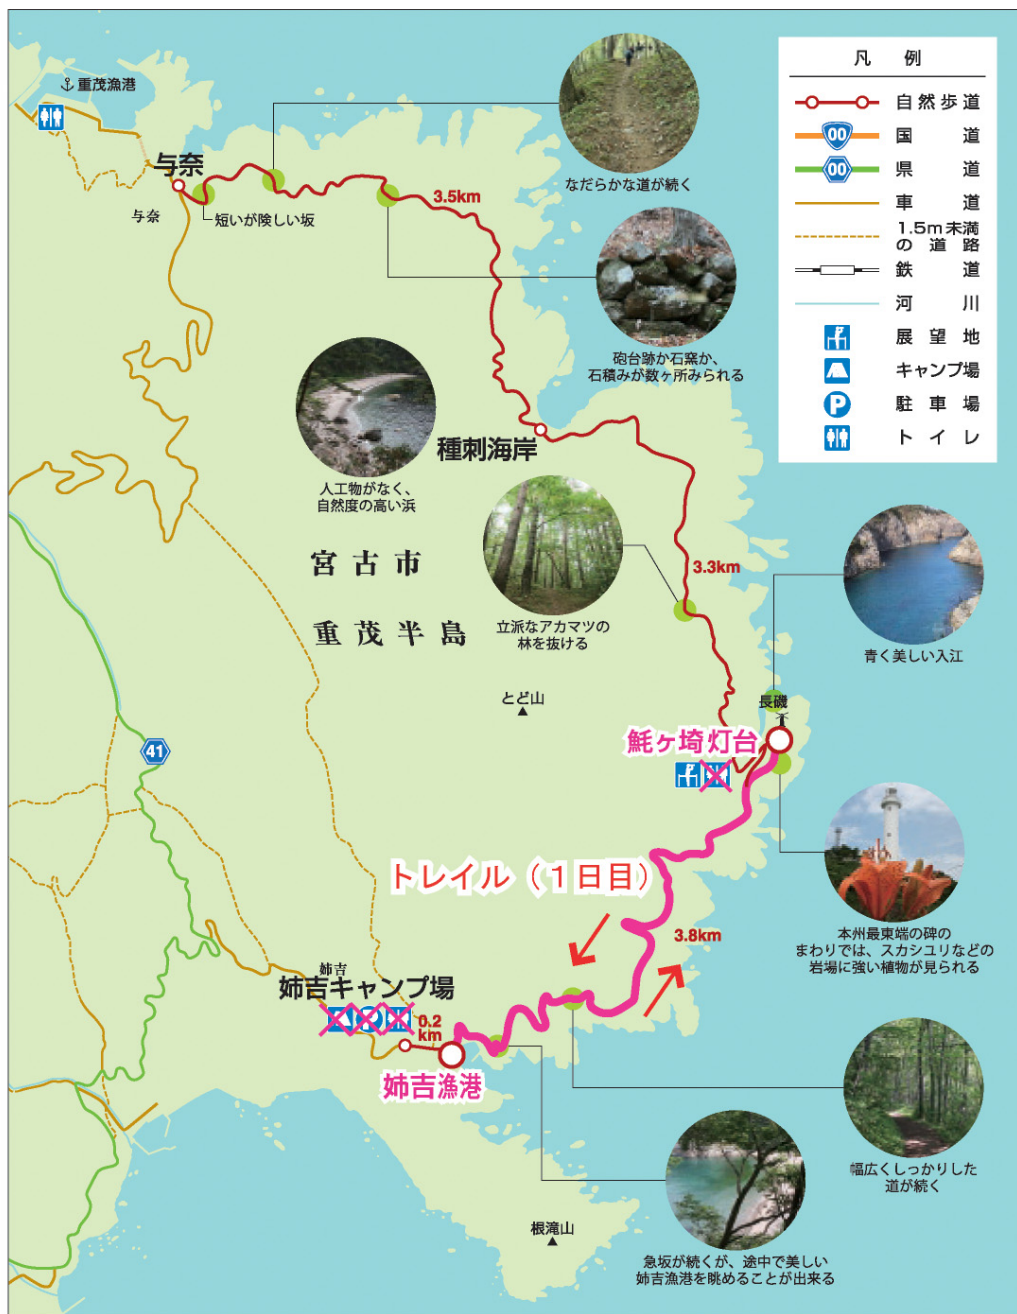 重茂漁港
与奈
与奈
短いが険しい坂
なだらかな道が続く
3.5km
砲台跡か石窯か、
石積みが数ヶ所みられる
凡例
自然歩道
00
国道
00
県道
車道
1.5m未満
の道路
鉄道
河川
展望地
キャンプ場
P
駐車場
トイレ
種刺海岸
人工物がなく、
自然度の高い浜
宮古市
重茂半島
立派なアカマツの
林を抜ける
3.3km
青く美しい入江
とど山
長磯
魹ヶ埼灯台
41
トレイル（１日目）
3.8km
本州最東端の碑の
まわりでは、スカシユリなどの
岩場に強い植物が見られる
姉吉
姉吉キャンプ場
P
0.2
km
姉吉漁港
幅広くしっかりした
道が続く
根滝山
急坂が続くが、途中で美しい
姉吉漁港を眺めることが出来る